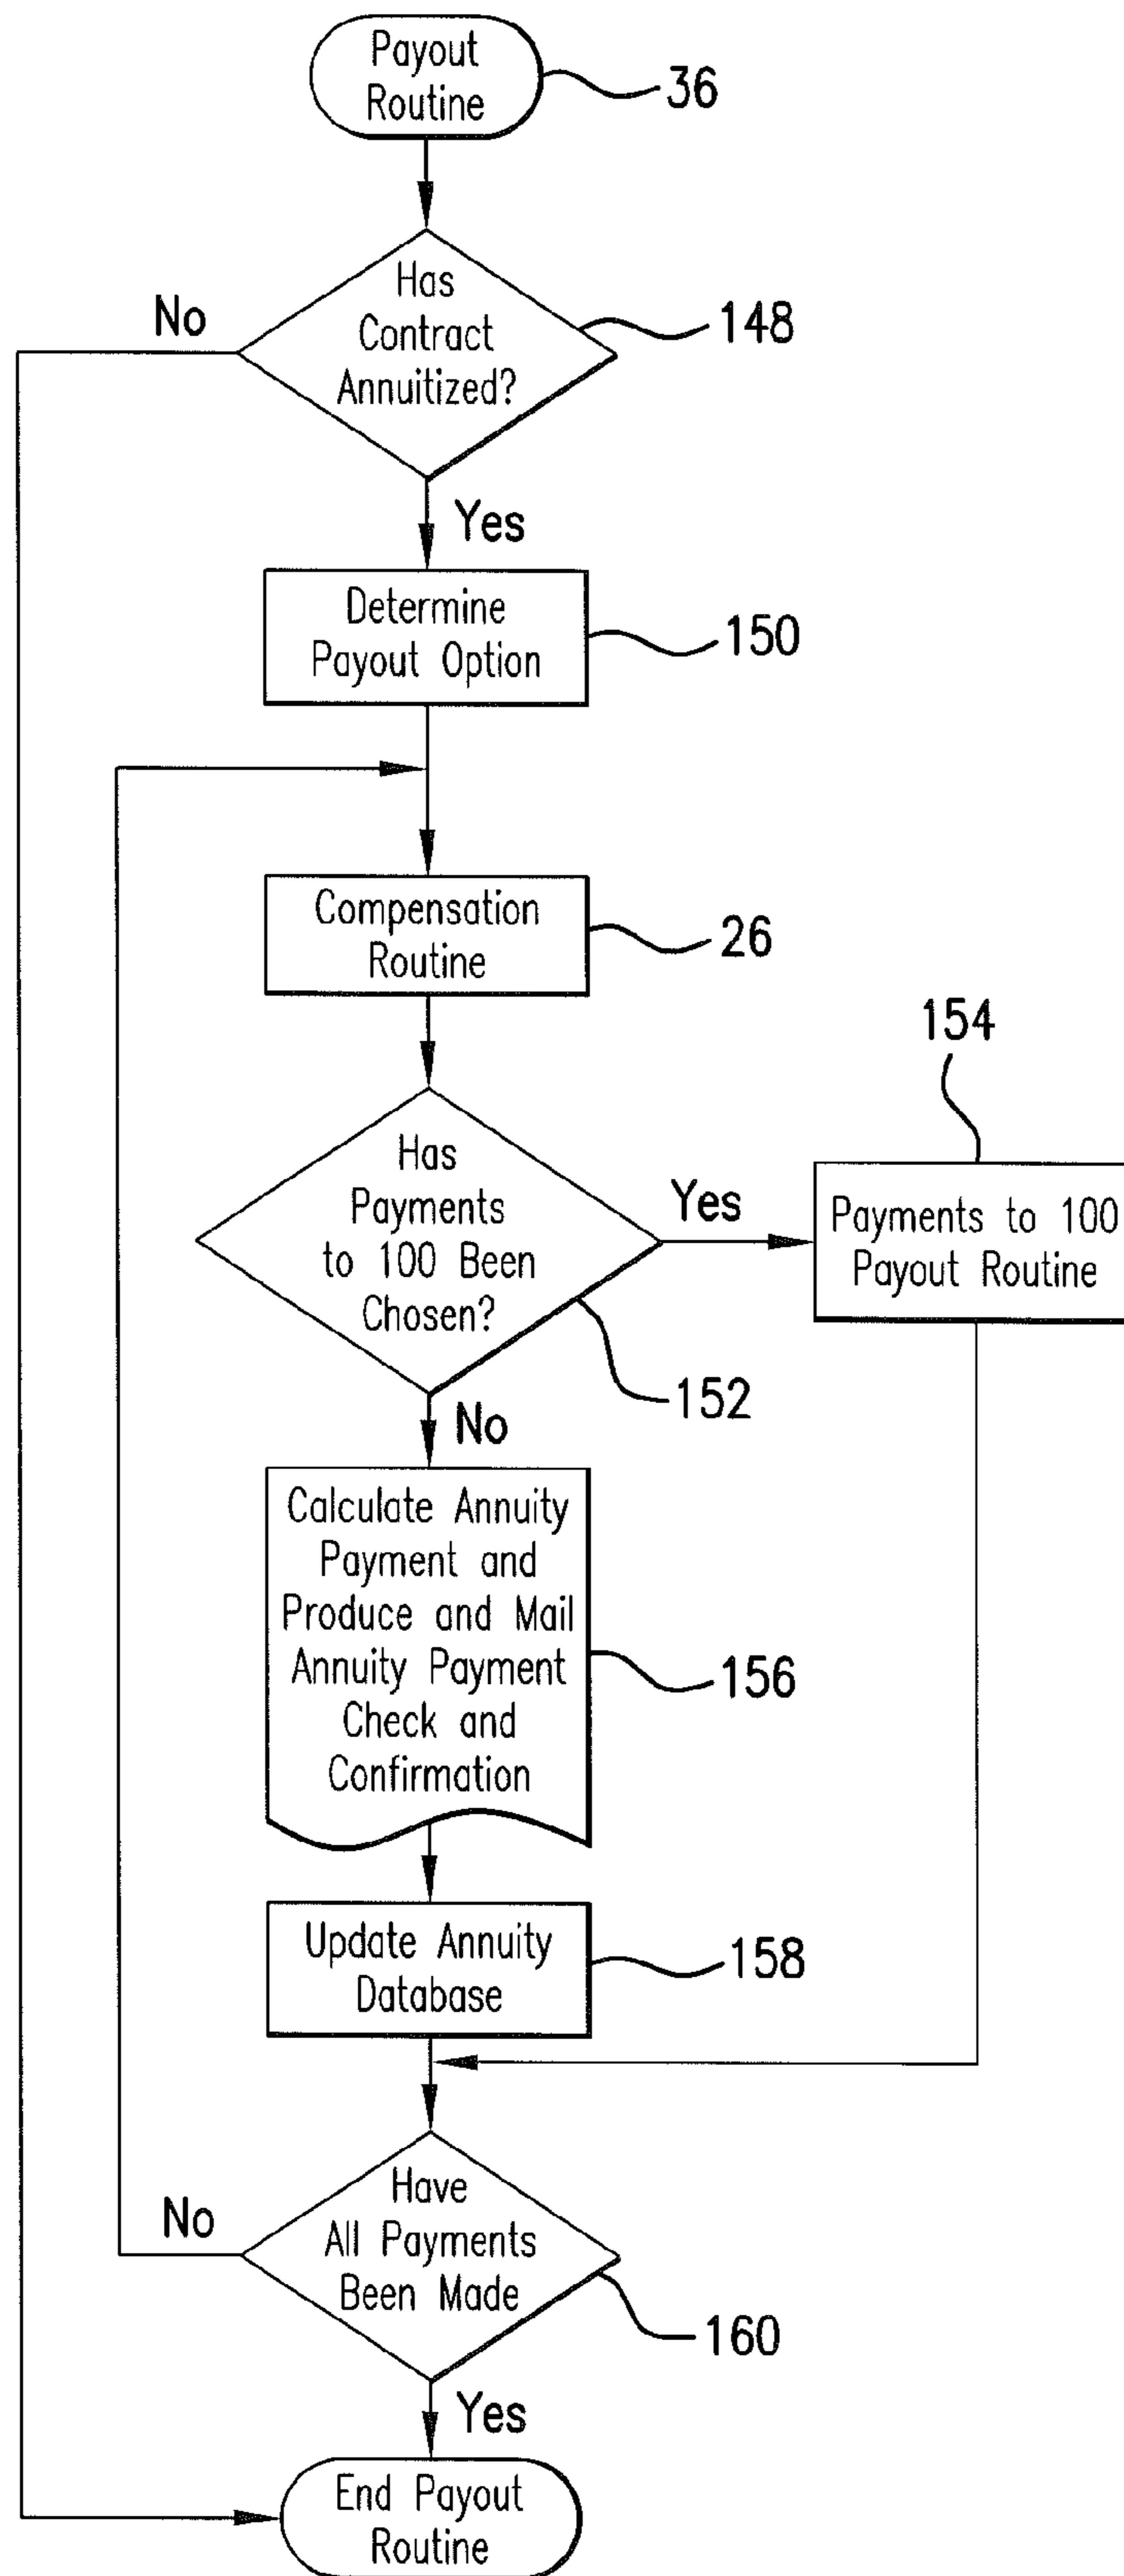 Payout
Routine
36
Has
Contract
Annuitized?
148
No
Yes
Determine
Payout Option
150
Compensation
Routine
26
Has
Payments
to 100 Been
Chosen?
152
Yes
154
Payments to 100
Payout Routine
No
Calculate Annuity
Payment and
Produce and Mail
Annuity Payment
Check and
Confirmation
156
Update Annuity
Database
158
Have
All Payments
Been Made
160
No
Yes
End Payout
Routine